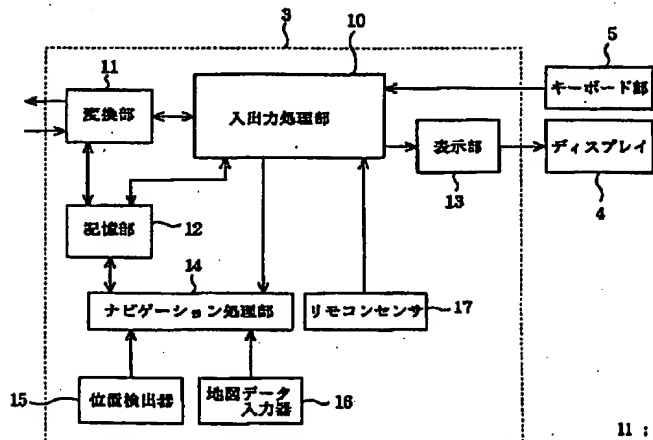 3
10
5
11
キーボード部
変換部
入出力処理部
表示部
ディスプレイ
13
4
記憶部
12
14
ナビゲーション処理部
リモコンセンサ
17
15
位置検出器
地図データ
入力器
16
11 :